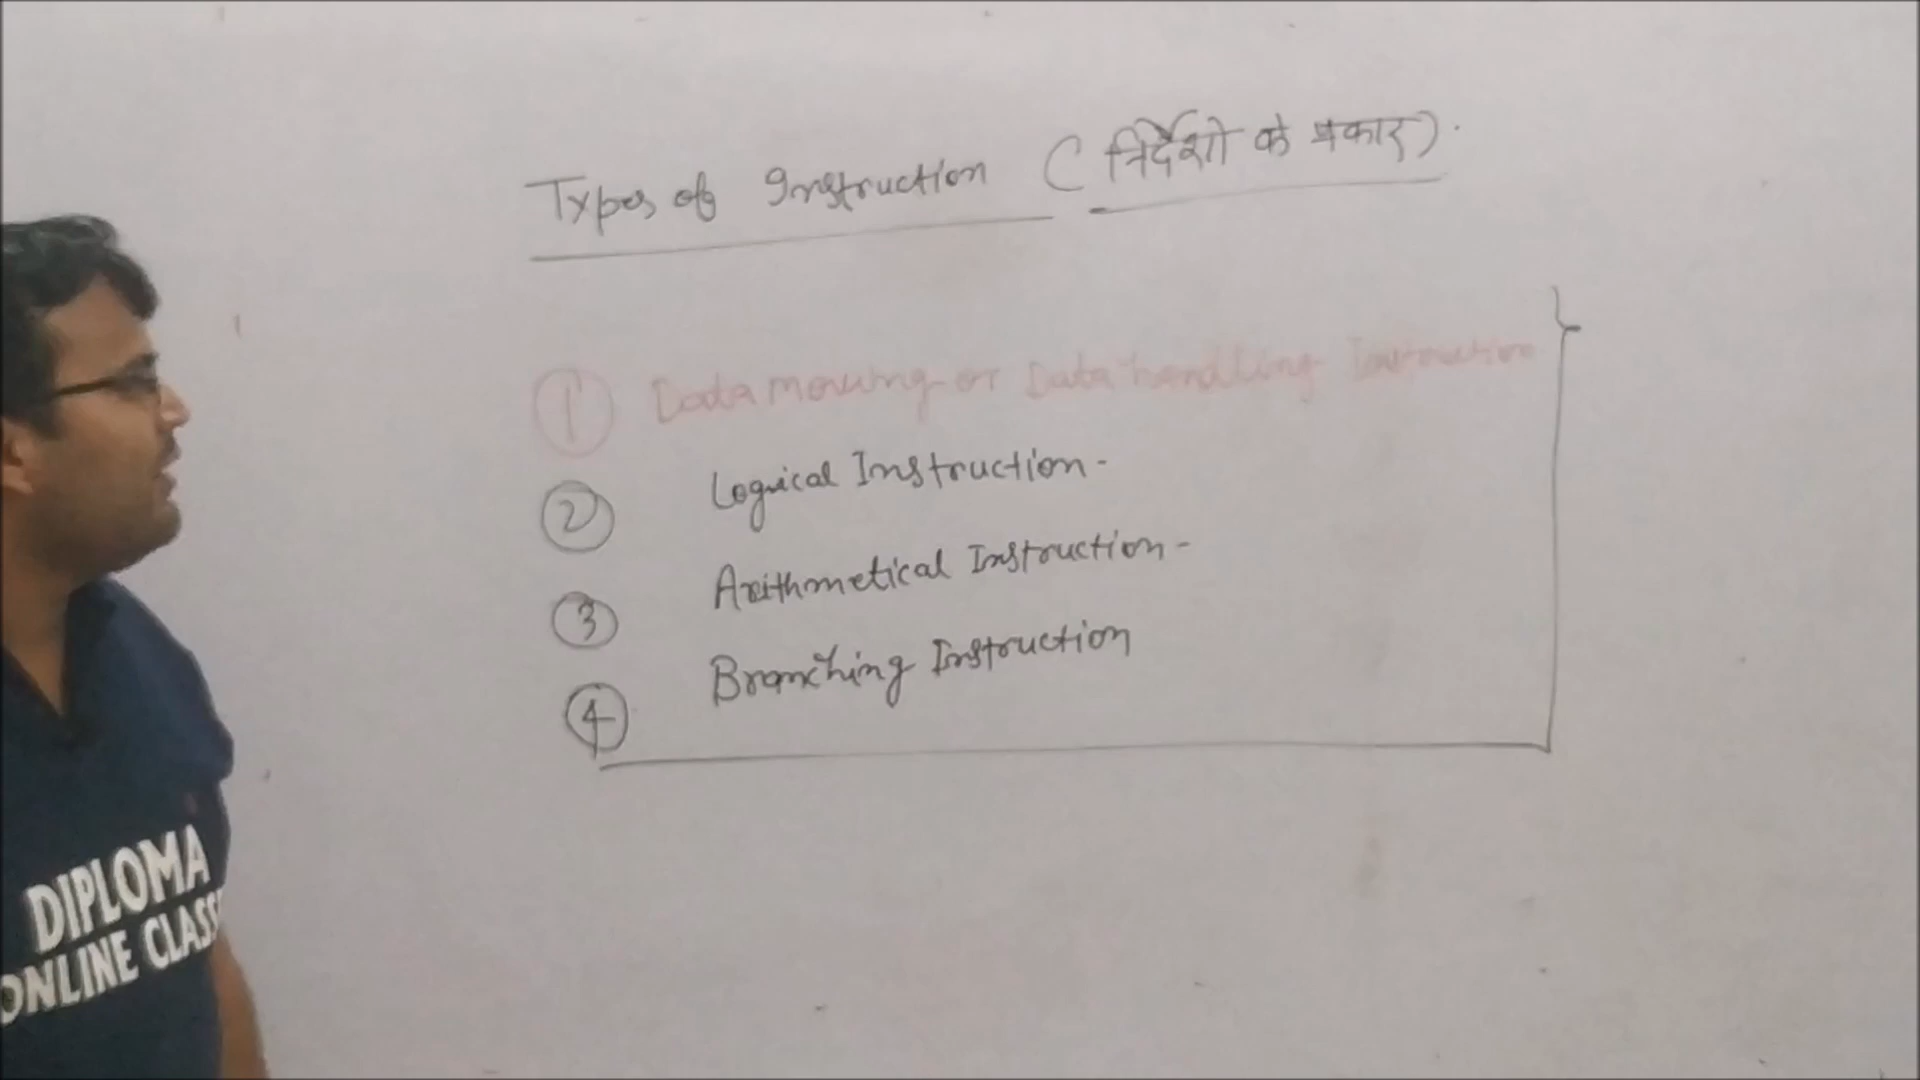 Types of Instruction ( निर्देशो के प्रकार).
① Data moving or Data handling Instruction
② Logical Instruction -
③ Arithmetical Instruction -
④ Branching Instruction
DIPLOMA
ONLINE CLASS